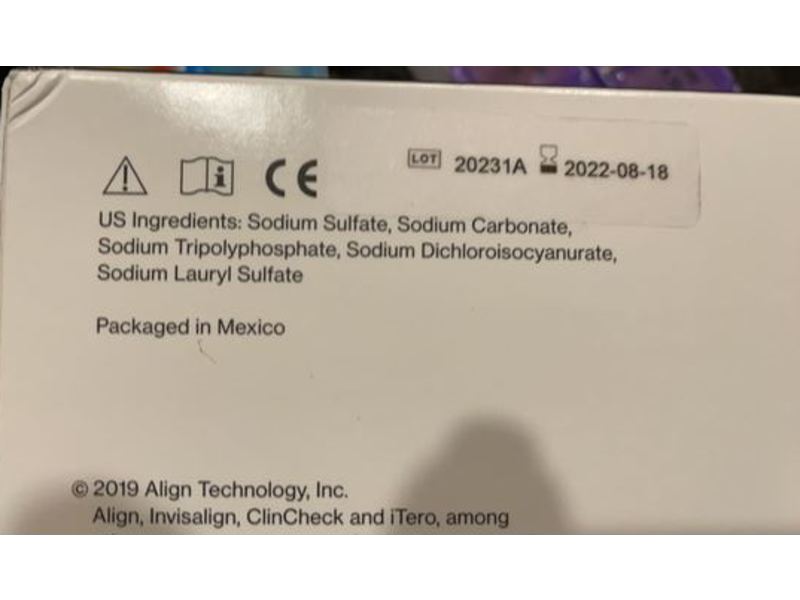 LOT 20231A 2022-08-18
CE
US Ingredients: Sodium Sulfate, Sodium Carbonate,
Sodium Tripolyphosphate, Sodium Dichloroisocyanurate,
Sodium Lauryl Sulfate
Packaged in Mexico
© 2019 Align Technology, Inc.
Align, Invisalign, ClinCheck and iTero, among